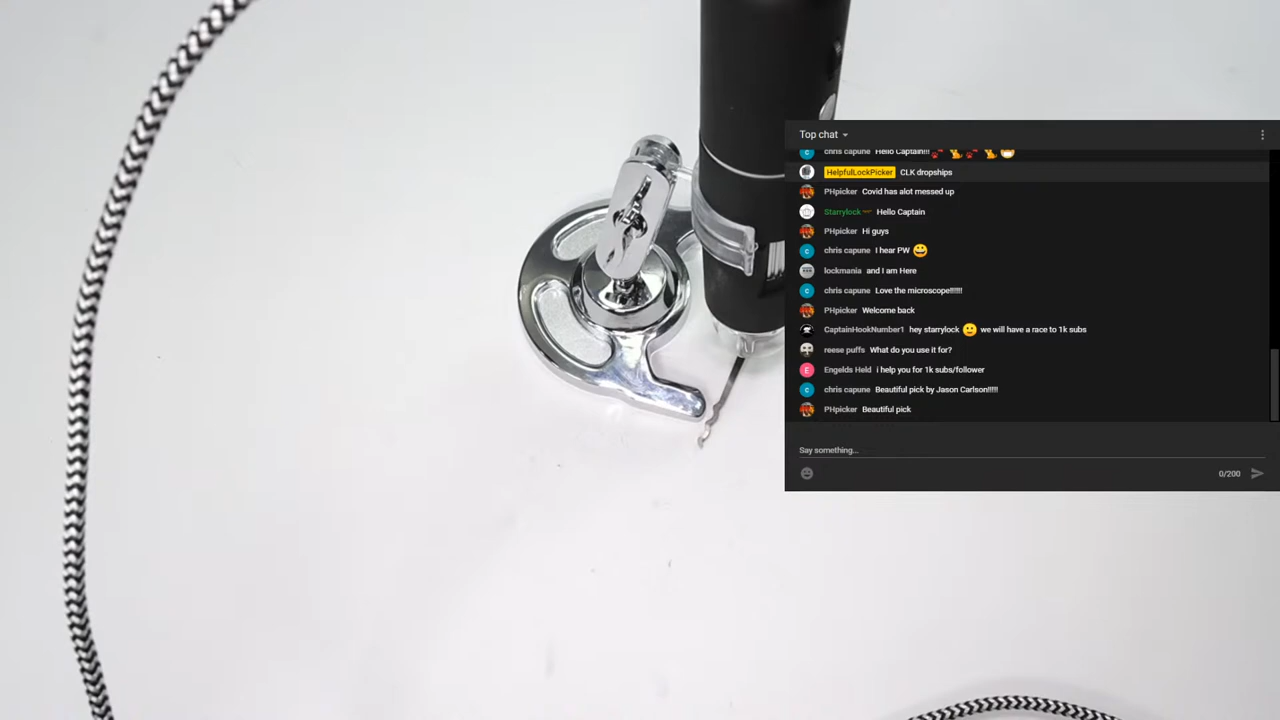 Top chat
chris capune Hello Captain!!!
HelpfulLockPicker CLK dropships
PHpicker Covid has alot messed up
Starrylock Hello Captain
PHpicker Hi guys
chris capune I hear PW 😀
lockmania and I am Here
chris capune Love the microscope!!!!!!
PHpicker Welcome back
CaptainHookNumber1 hey starrylock 🙂 we will have a race to 1k subs
reese puffs What do you use it for?
E Engelds Held i help you for 1k subs/follower
c chris capune Beautiful pick by Jason Carlson!!!!!
PHpicker Beautiful pick
Say something...
0/200